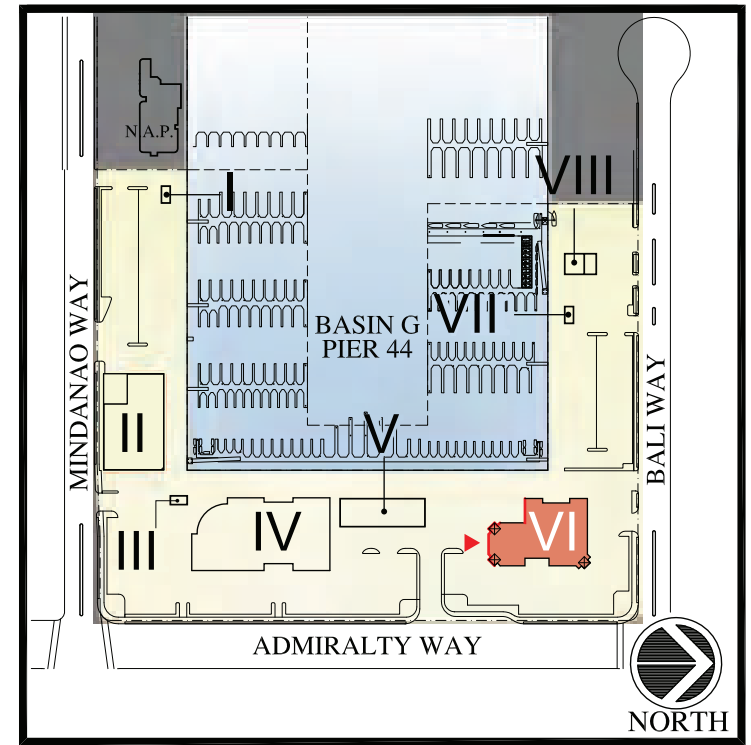 N.A.P.
I
VIII
BASIN G
PIER 44
VII
MINDANAO WAY
II
V
BALI WAY
III
IV
VI
ADMIRALTY WAY
NORTH